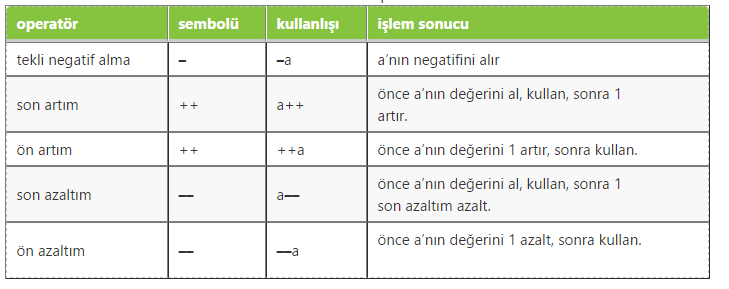 operatör sembolü kullanlışı işlem sonucu
tekli negatif alma – –a a’nın negatifini alır
son artım ++ a++ önce a’nın değerini al, kullan, sonra 1
artır.
ön artım ++ ++a önce a’nın değerini 1 artır, sonra kullan.
son azaltım –– a–– önce a’nın değerini al, kullan, sonra 1
son azaltım azalt.
ön azaltım –– ––a önce a’nın değerini 1 azalt, sonra kullan.